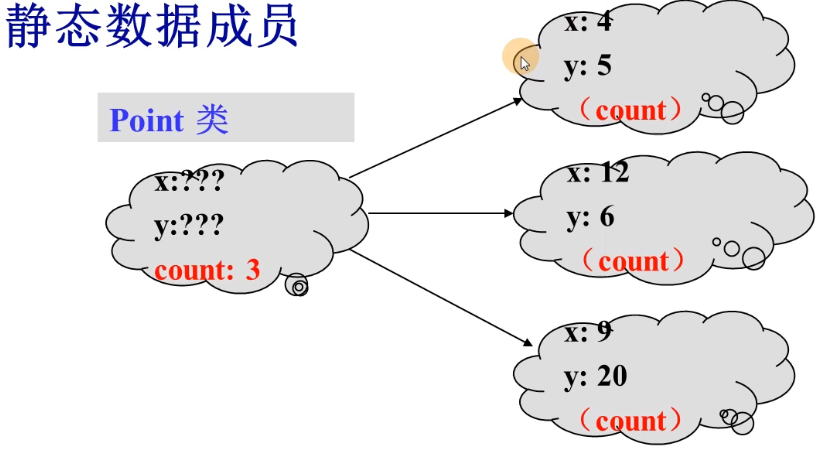 静态数据成员
Point 类
x:???
y:???
count: 3
x: 4
y: 5
（count）
x: 12
y: 6
（count）
x: 9
y: 20
（count）